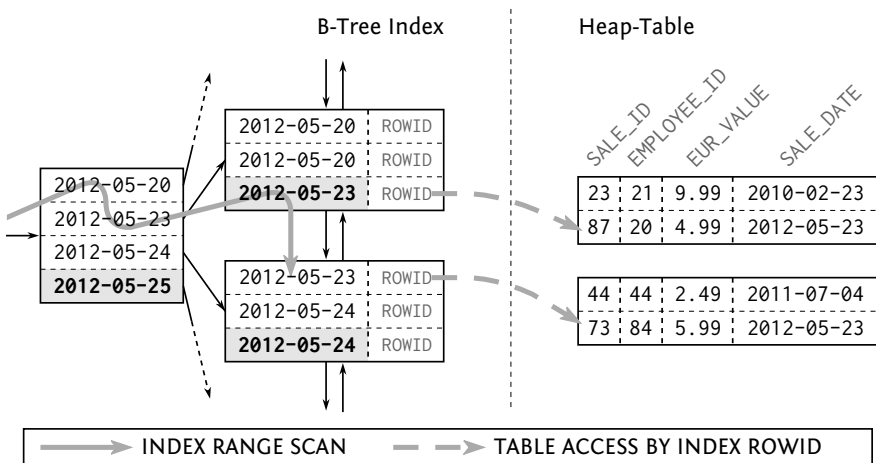 B-Tree Index
Heap-Table
SALE_ID
EMPLOYEE_ID
EUR_VALUE
SALE_DATE
2012-05-20
2012-05-23
2012-05-24
2012-05-25
2012-05-20 ROWID
2012-05-20 ROWID
2012-05-23 ROWID
2012-05-23 ROWID
2012-05-24 ROWID
2012-05-24 ROWID
23 21 9.99 2010-02-23
87 20 4.99 2012-05-23
44 44 2.49 2011-07-04
73 84 5.99 2012-05-23
INDEX RANGE SCAN
TABLE ACCESS BY INDEX ROWID